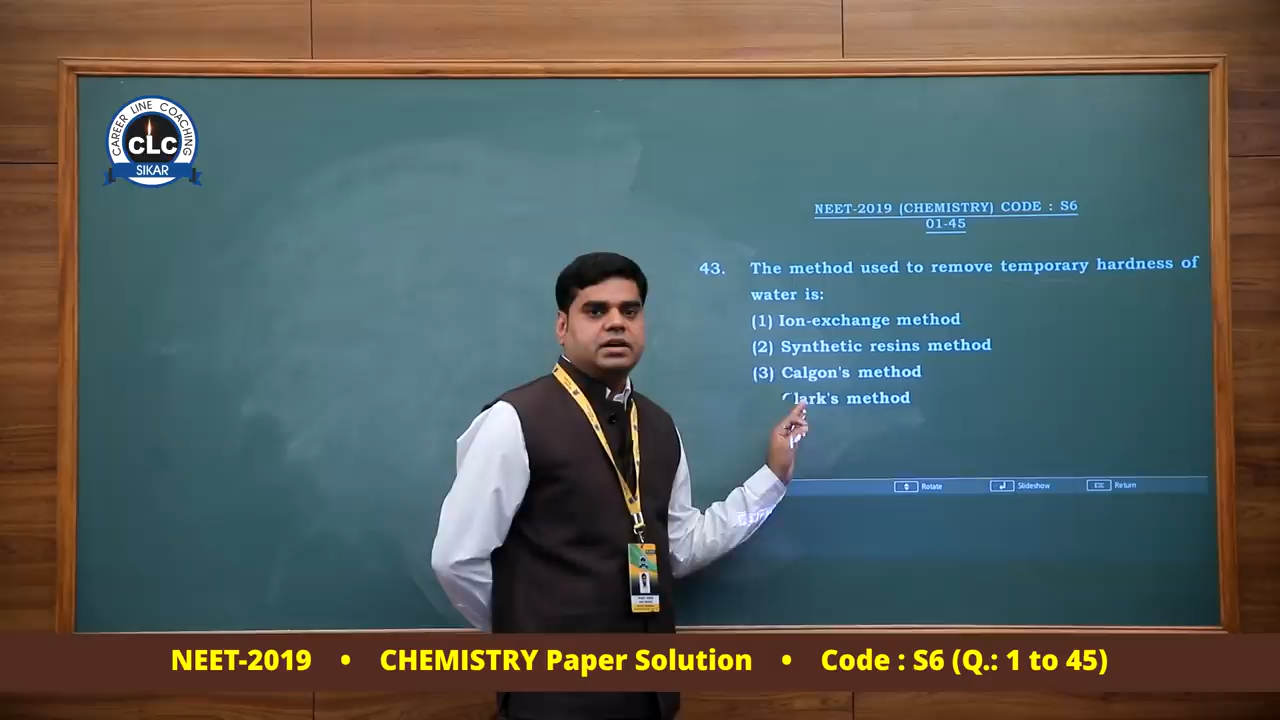 CAREER LINE COACHING
CLC
SIKAR
NEET-2019 (CHEMISTRY) CODE : S6
01-45
43. The method used to remove temporary hardness of
water is:
(1) Ion-exchange method
(2) Synthetic resins method
(3) Calgon's method
Clark's method
Rotate
Slideshow
ESC Return
NEET-2019 • CHEMISTRY Paper Solution • Code : S6 (Q.: 1 to 45)